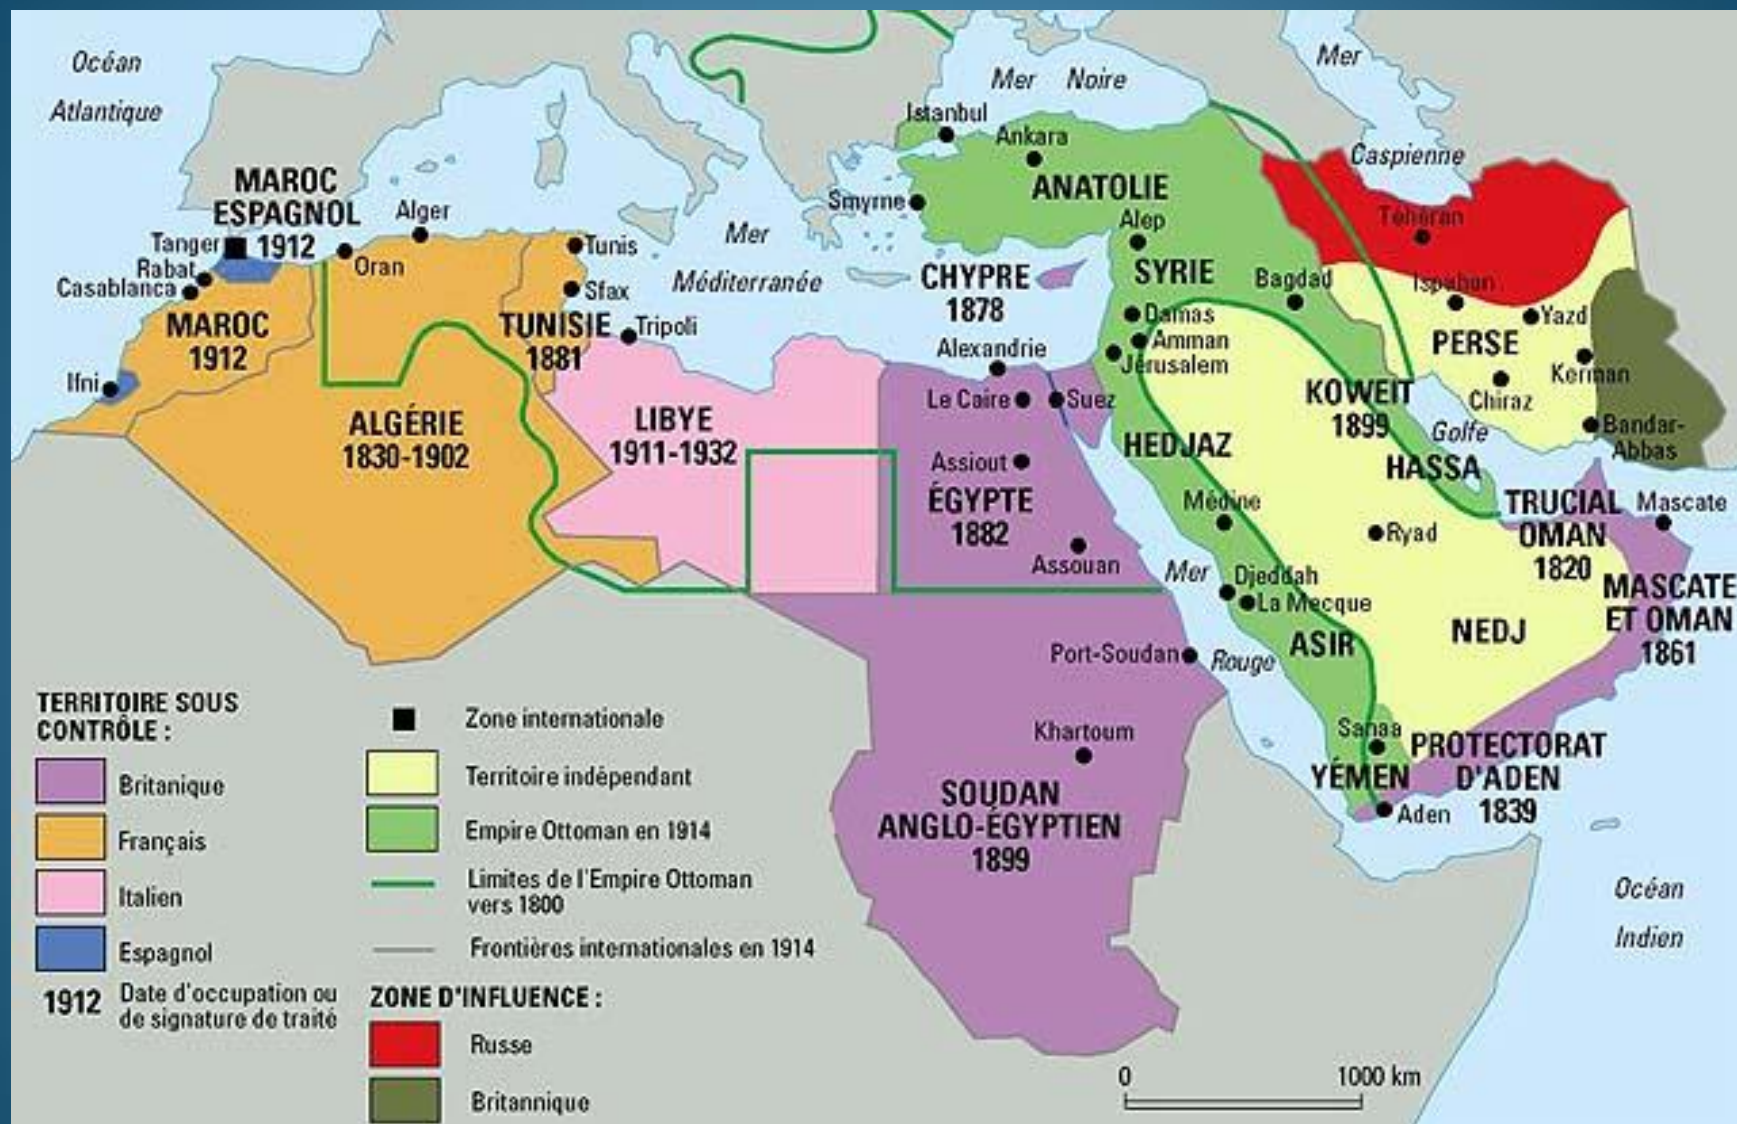 Océan
Atlantique
Mer Noire
Mer
Caspienne
Istanbul
Ankara
ANATOLIE
Smyrne
Alep
SYRIE
MAROC
ESPAGNOL
1912
Alger
Tanger
Rabat
Casablanca
Oran
Tunis
Sfax
Mer
Méditerranée
CHYPRE
1878
Bagdad
Téhéran
Ispahan
Yazd
PERSE
Kerman
Chiraz
Bandar-
Abbas
MAROC
1912
TUNISIE
1881
Tripoli
Alexandrie
Damas
Amman
Jérusalem
Ifni
Le Caire
Suez
KOWEIT
1899
Golfe
ALGÉRIE
1830-1902
LIBYE
1911-1932
Assiout
ÉGYPTE
1882
Assouan
HEDJAZ
HASSA
Médine
Ryad
TRUCIAL
OMAN
1820
Mascate
MASCATE
ET OMAN
1861
Mer
Rouge
Djeddah
La Mecque
ASIR
NEDJ
Port-Soudan
Khartoum
SOUDAN
ANGLO-ÉGYPTIEN
1899
Sanaa
YÉMEN
PROTECTORAT
D'ADEN
1839
Aden
Océan
Indien
TERRITOIRE SOUS
CONTRÔLE :
Britanique
Français
Italien
Espagnol
1912 Date d'occupation ou
de signature de traité
Zone internationale
Territoire indépendant
Empire Ottoman en 1914
Limites de l'Empire Ottoman
vers 1800
Frontières internationales en 1914
ZONE D'INFLUENCE :
Russe
Britannique
0 1000 km